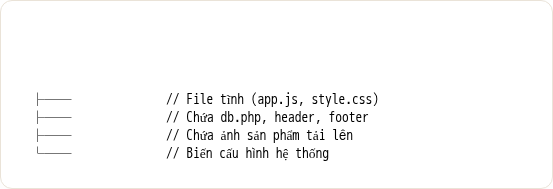 ├──── // File tĩnh (app.js, style.css)
├──── // Chứa db.php, header, footer
├──── // Chứa ảnh sản phẩm tải lên
└──── // Biến cấu hình hệ thống